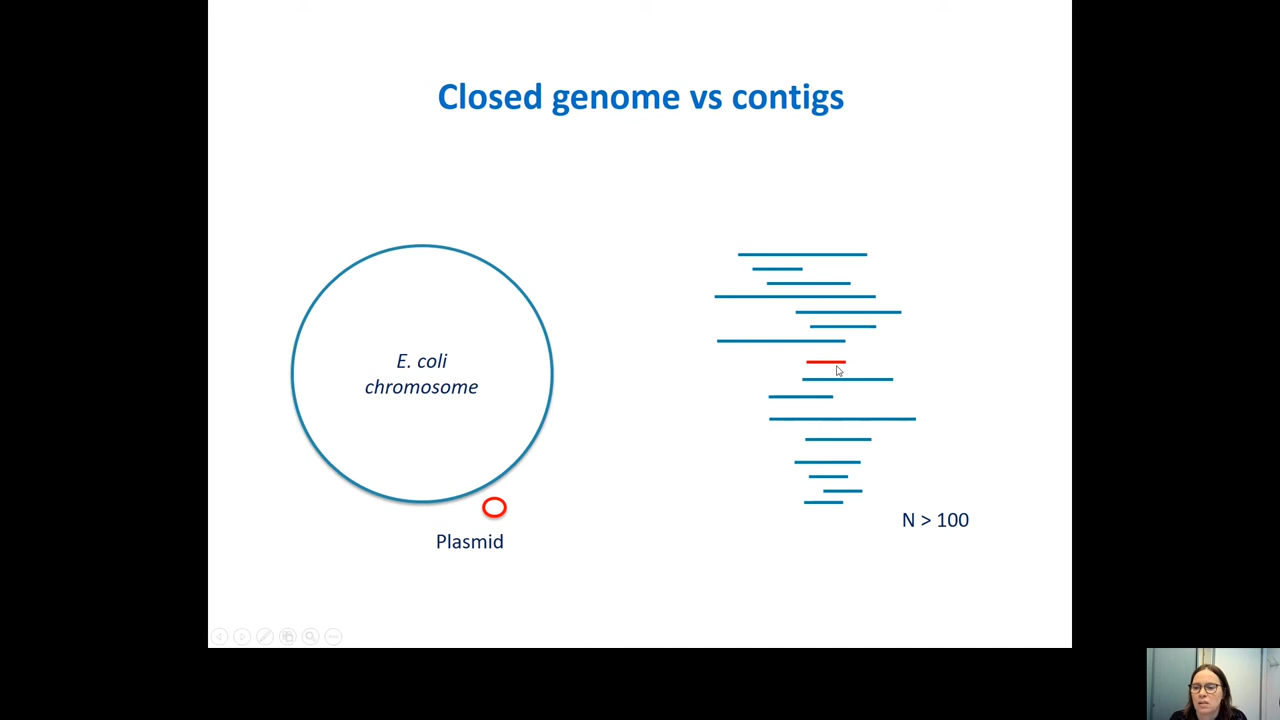 Closed genome vs contigs
E. coli
chromosome
Plasmid
N > 100